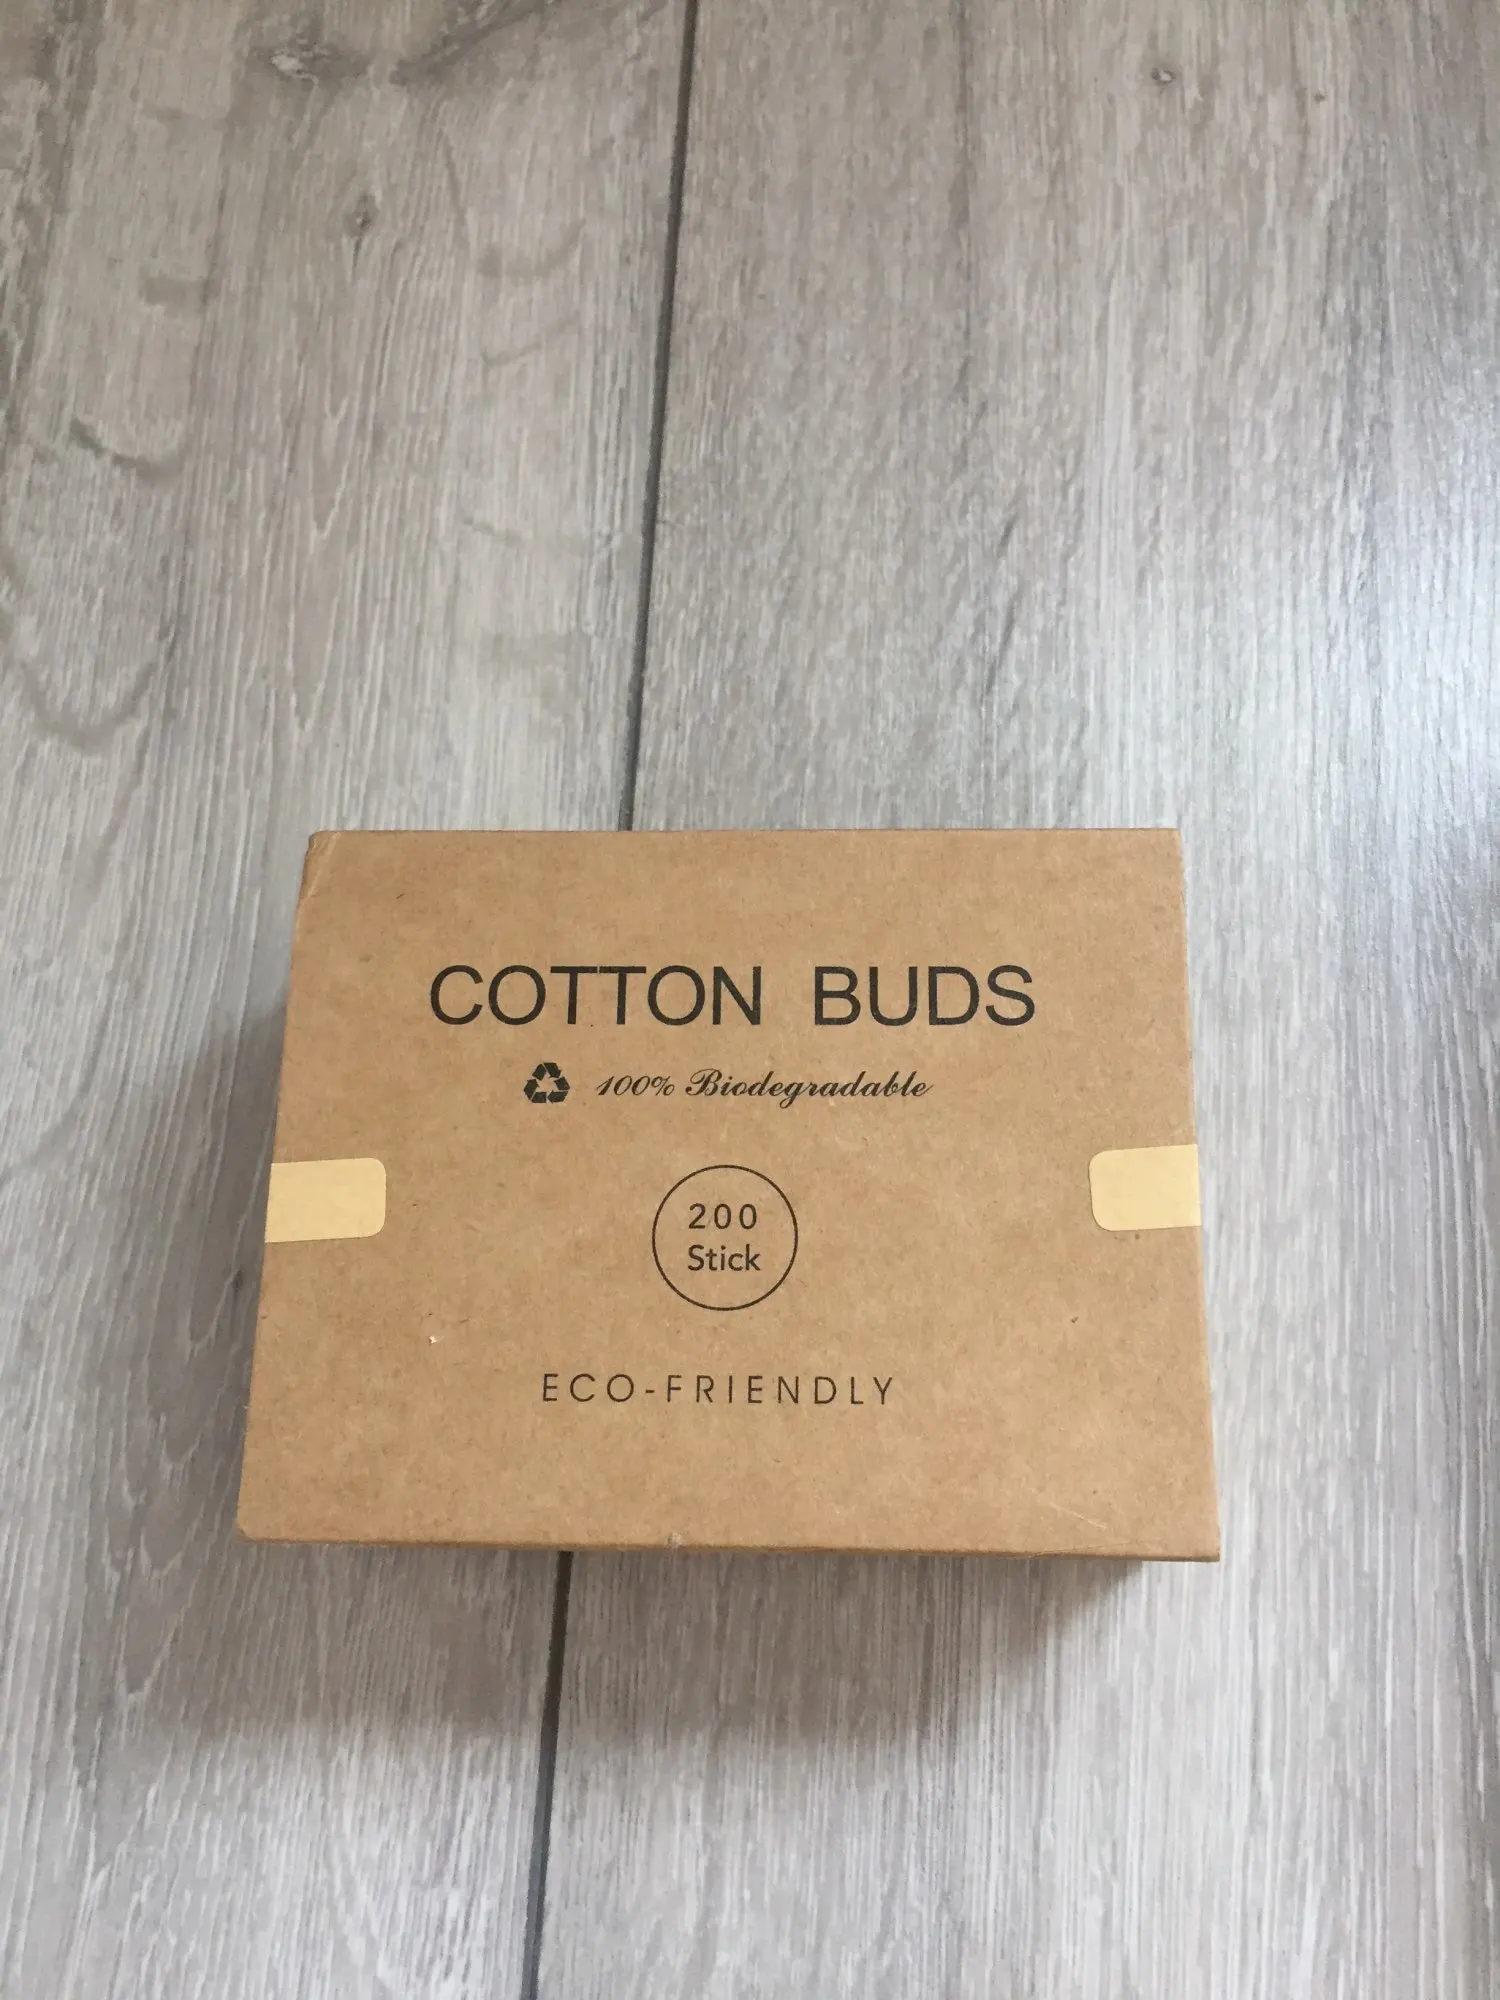 COTTON BUDS
100% Biodegradable
200
Stick
ECO-FRIENDLY